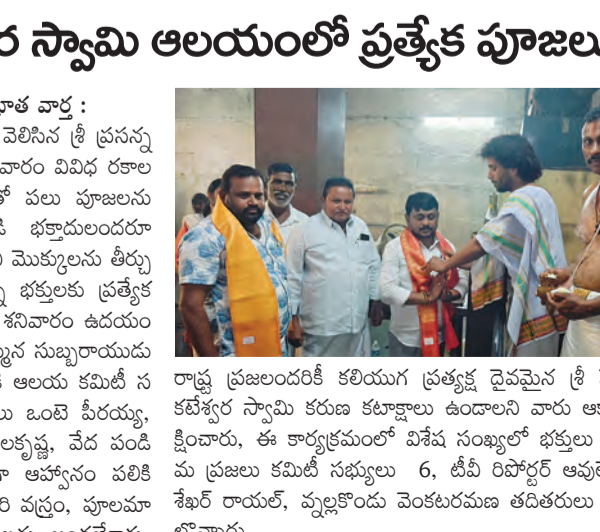 స్వామి ఆలయంలో ప్రత్యేక పూజలు
వార్త :
వెలిసిన శ్రీ ప్రసన్న
వివిధ రకాల
పలు పూజలను
భక్తాదులందరూ
మొక్కులను తీర్చు
భక్తులకు ప్రత్యేక
శనివారం ఉదయం
సుబ్బరాయుడు
ఆలయ కమిటీ స
ఒంటె పీరయ్య,
వేద పండి
ఆహ్వానం పలికి
వస్త్రం, పూలమా
రాష్ట్ర ప్రజలందరికీ కలియుగ ప్రత్యక్ష దైవమైన శ్రీ
కటేశ్వర స్వామి కరుణ కటాక్షాలు ఉండాలని వారు
క్షించారు, ఈ కార్యక్రమంలో విశేష సంఖ్యలో భక్తులు
మ ప్రజలు కమిటీ సభ్యులు 6, టీవీ రిపోర్టర్
శేఖర్ రాయల్, వ్నల్లకొండు వెంకటరమణ తదితరులు